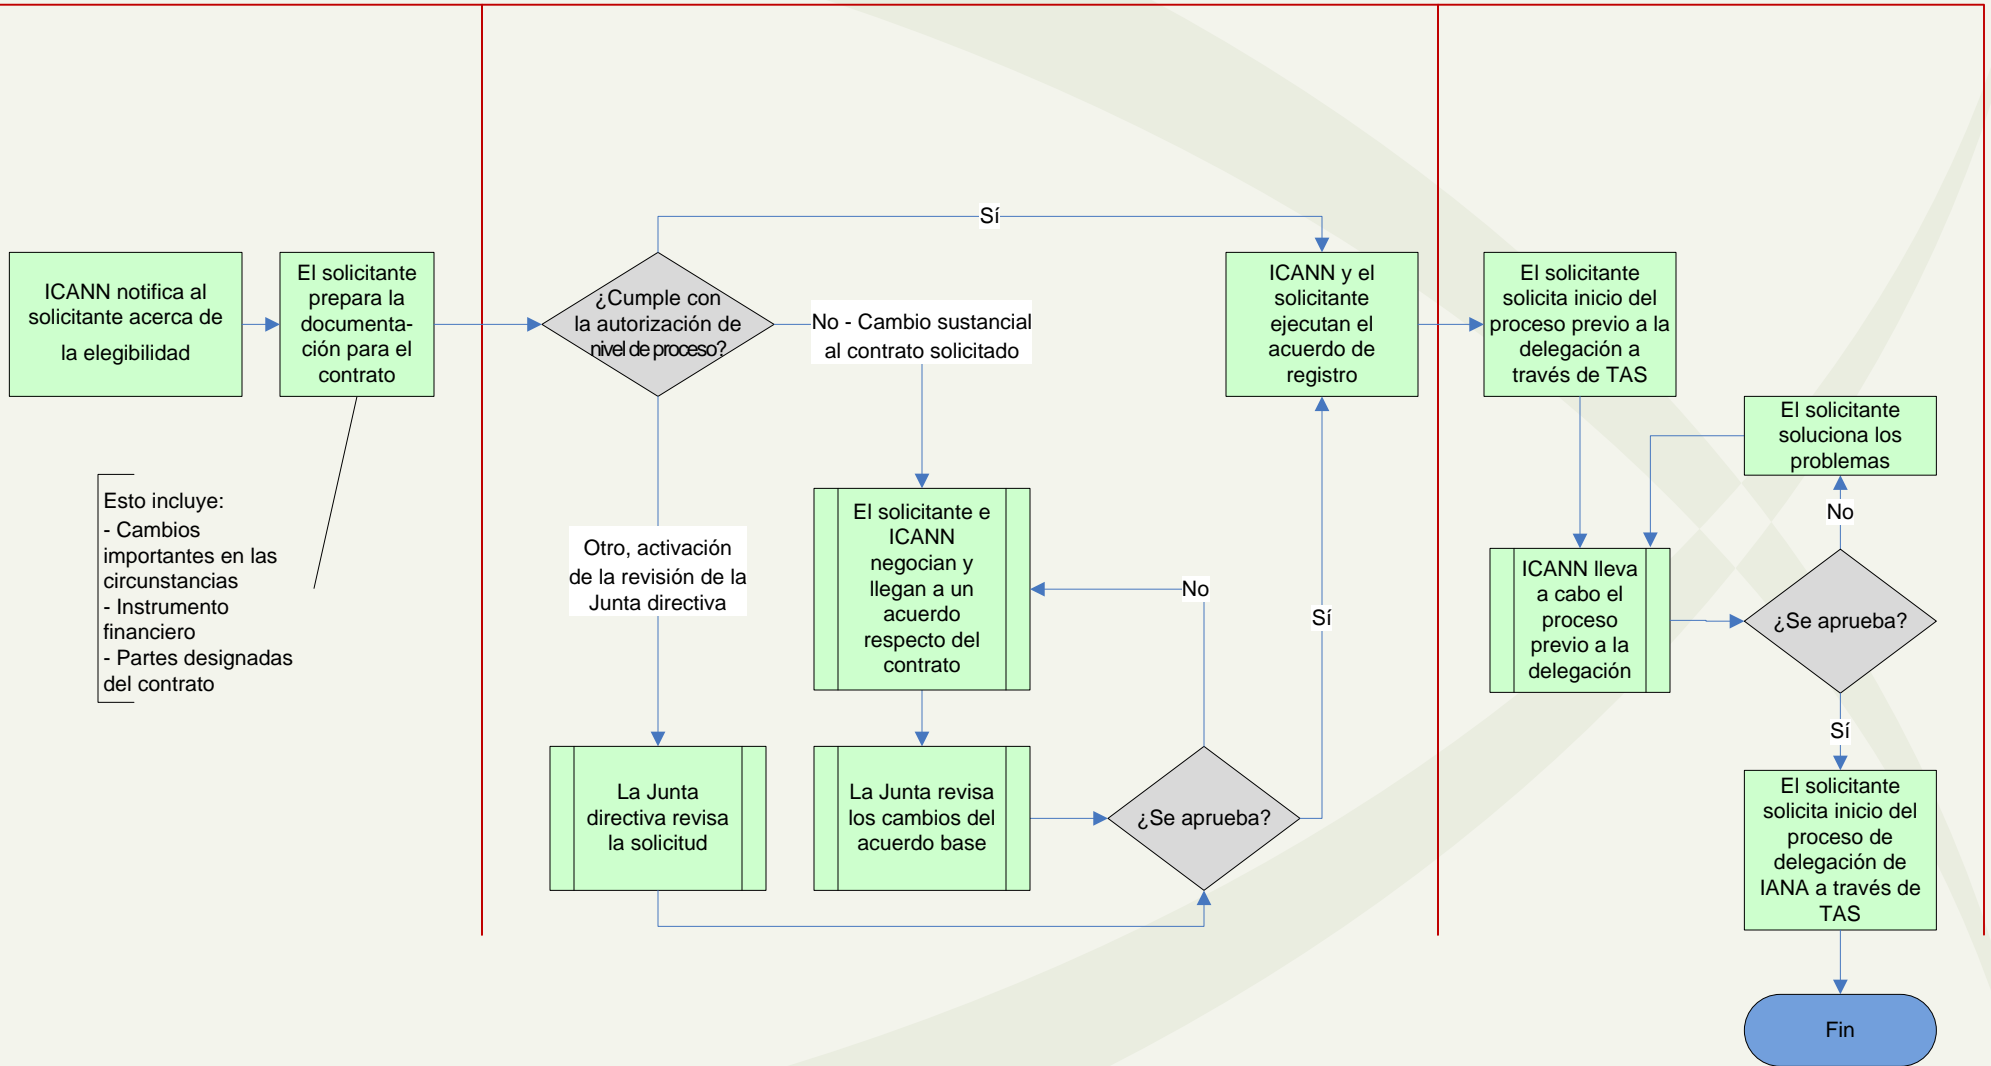 ICANN notifica al
solicitante acerca de
la elegibilidad
El solicitante
prepara la
documenta-
ción para el
contrato
Esto incluye:
- Cambios
importantes en las
circunstancias
- Instrumento
financiero
- Partes designadas
del contrato
¿Cumple con
la autorización de
nivel de proceso?
Sí
No - Cambio sustancial
al contrato solicitado
Otro, activación
de la revisión de la
Junta directiva
La Junta
directiva revisa
la solicitud
El solicitante e
ICANN
negocian y
llegan a un
acuerdo
respecto del
contrato
La Junta revisa
los cambios del
acuerdo base
¿Se aprueba?
No
Sí
ICANN y el
solicitante
ejecutan el
acuerdo de
registro
El solicitante
solicita inicio del
proceso previo a la
delegación a
través de TAS
ICANN lleva
a cabo el
proceso
previo a la
delegación
¿Se aprueba?
No
El solicitante
soluciona los
problemas
Sí
El solicitante
solicita inicio del
proceso de
delegación de
IANA a través de
TAS
Fin